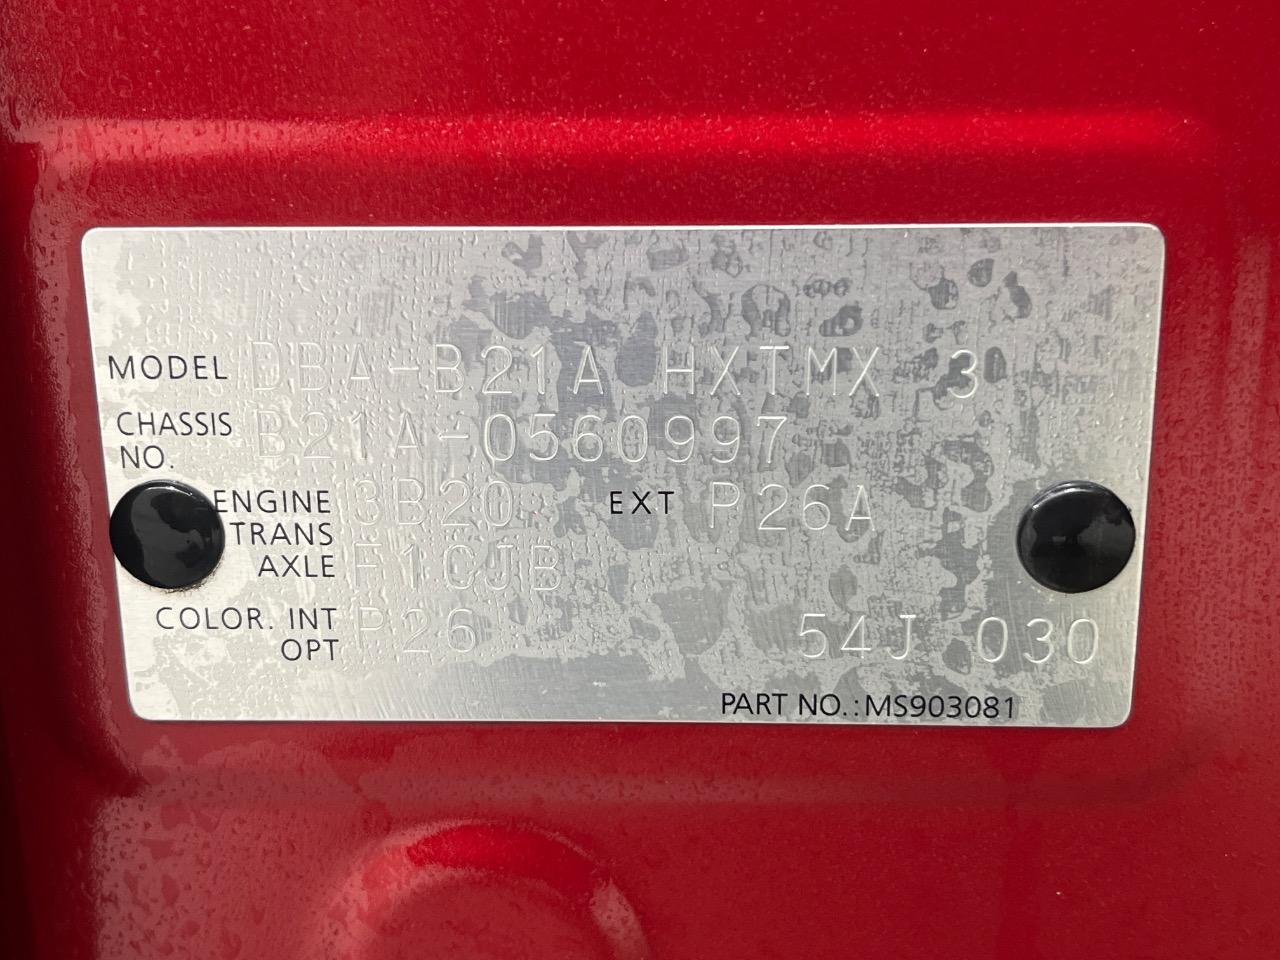 MODEL DBA-B21A HXTMX 3
CHASSIS NO. B21A-0560997
ENGINE 3B20 EXT P26A
TRANS AXLE F1CJB
COLOR. INT OPT P26 54J 030
PART NO.:MS903081